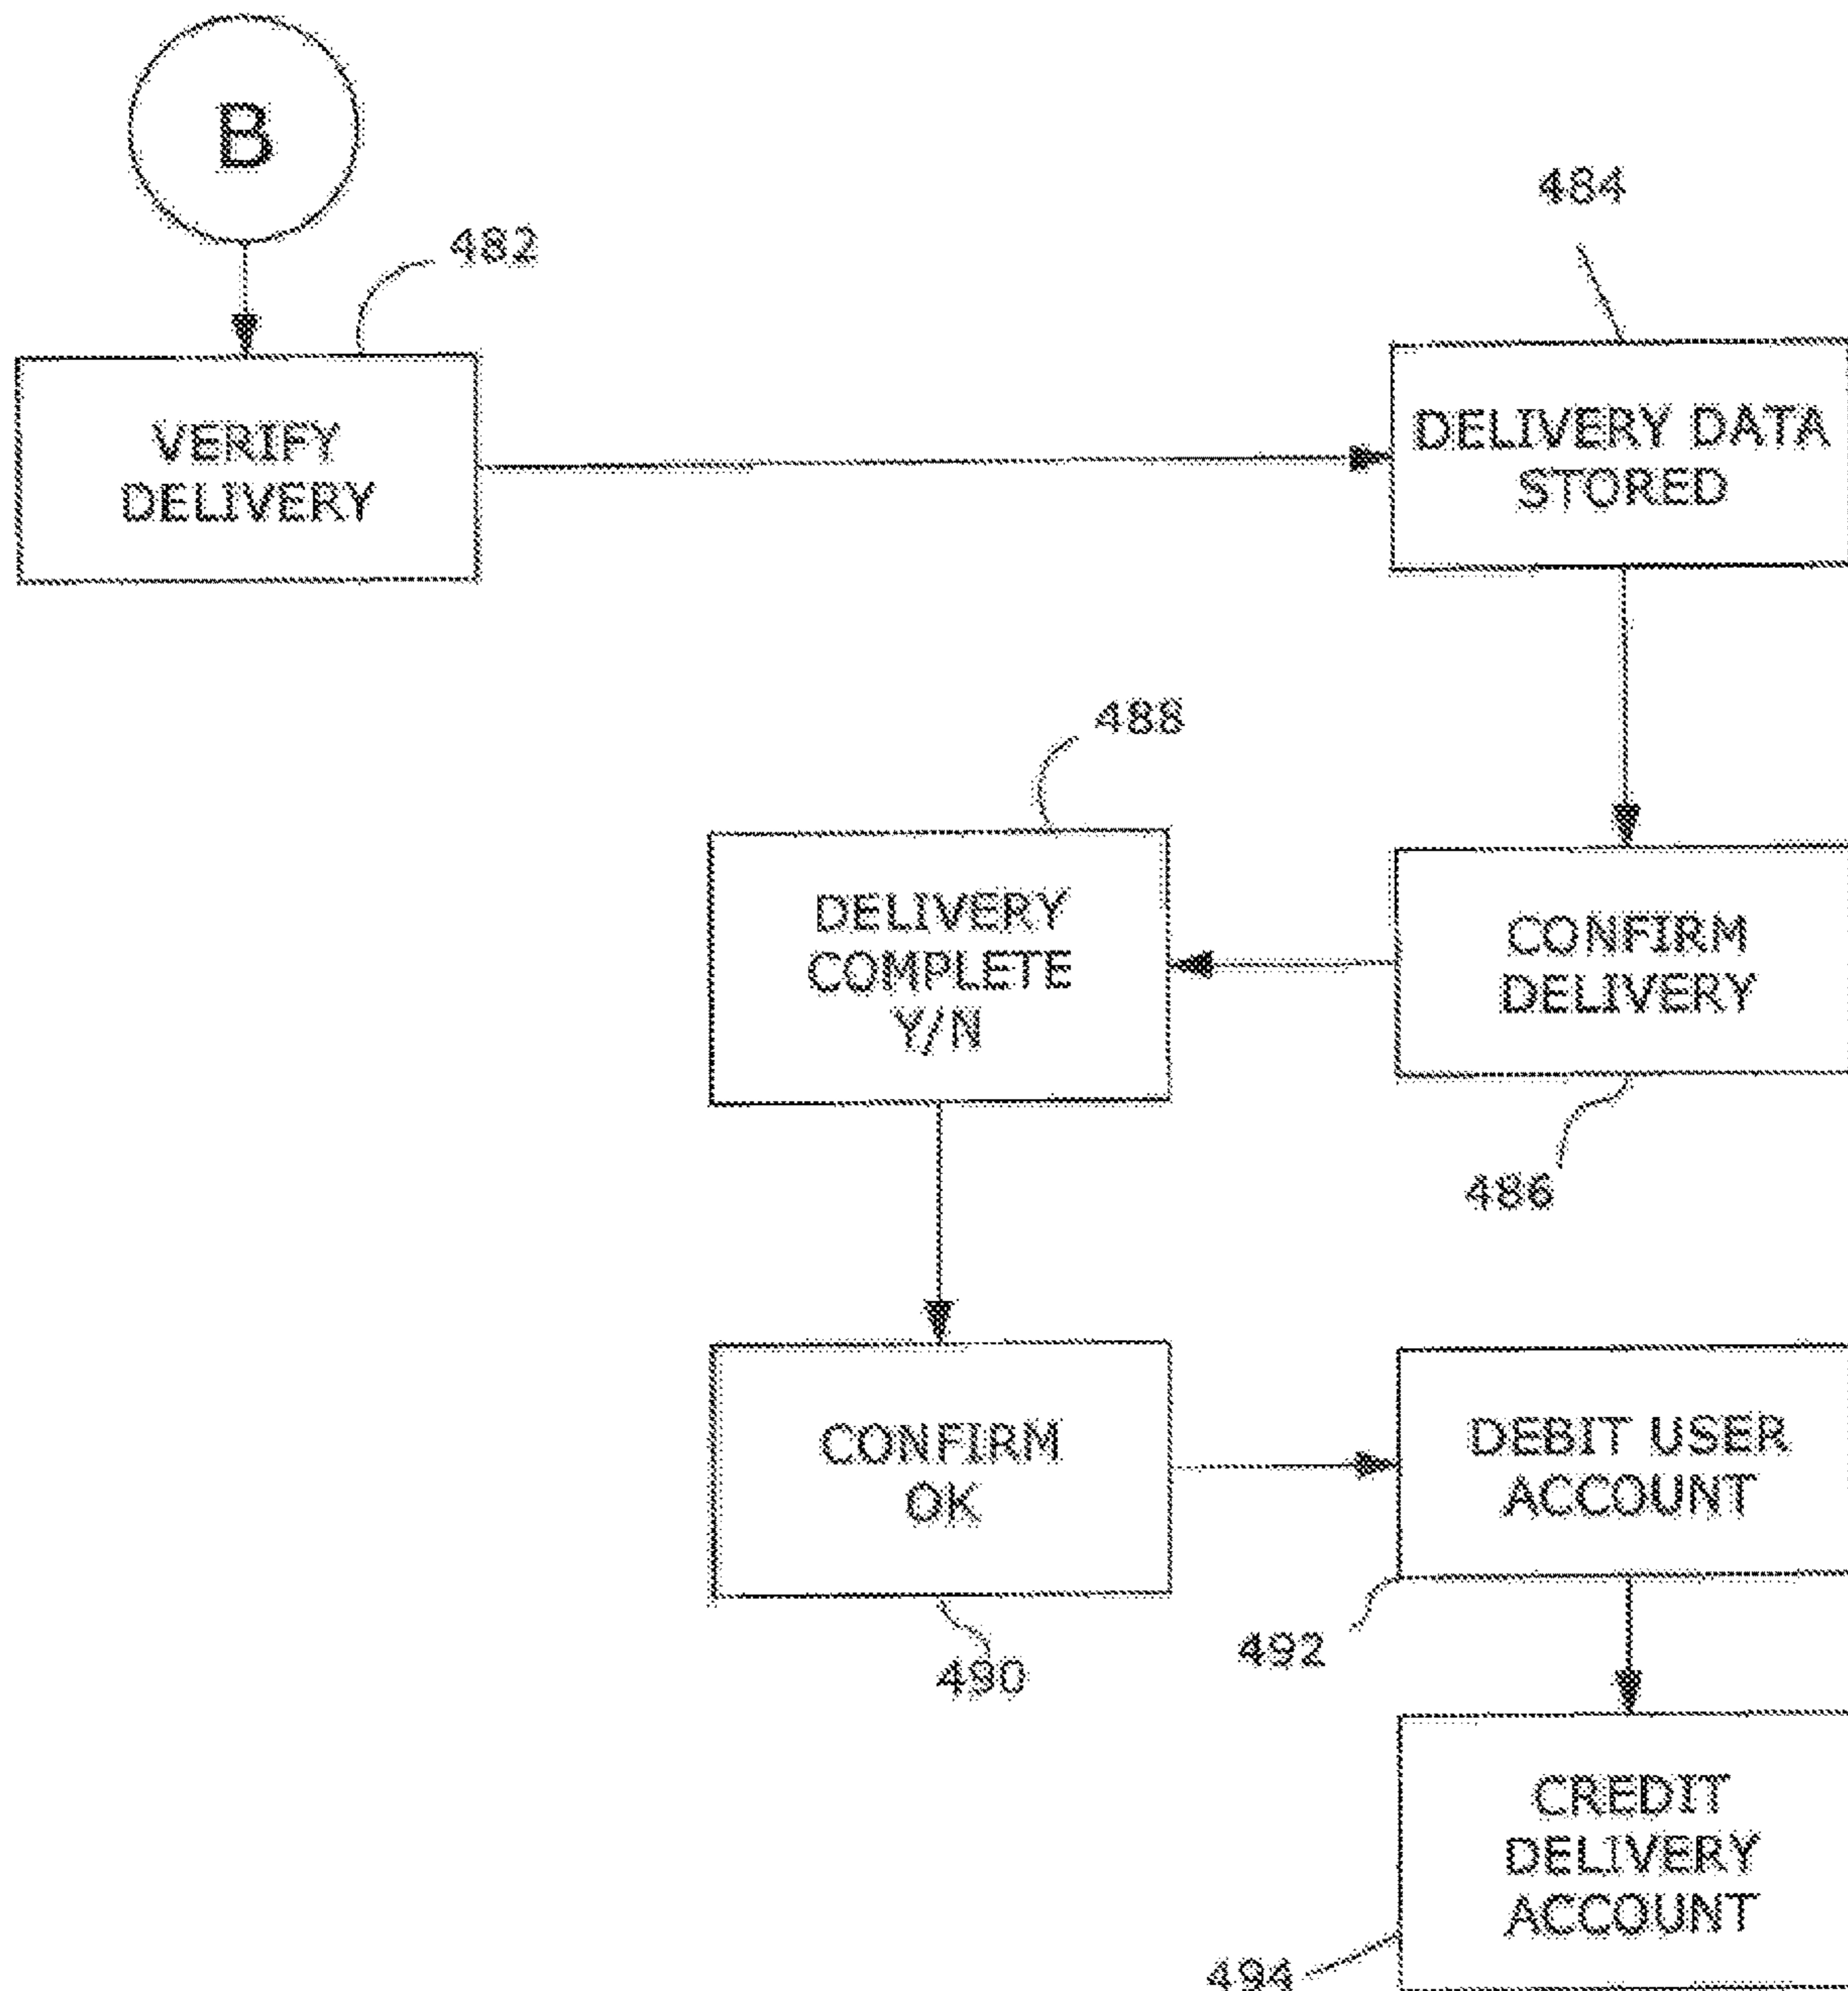 B
482
484
VERIFY
DELIVERY
DELIVERY DATA
STORED
488
DELIVERY
COMPLETE
Y/N
CONFIRM
DELIVERY
486
CONFIRM
OK
DEBIT USER
ACCOUNT
490
492
CREDIT
DELIVERY
ACCOUNT
494